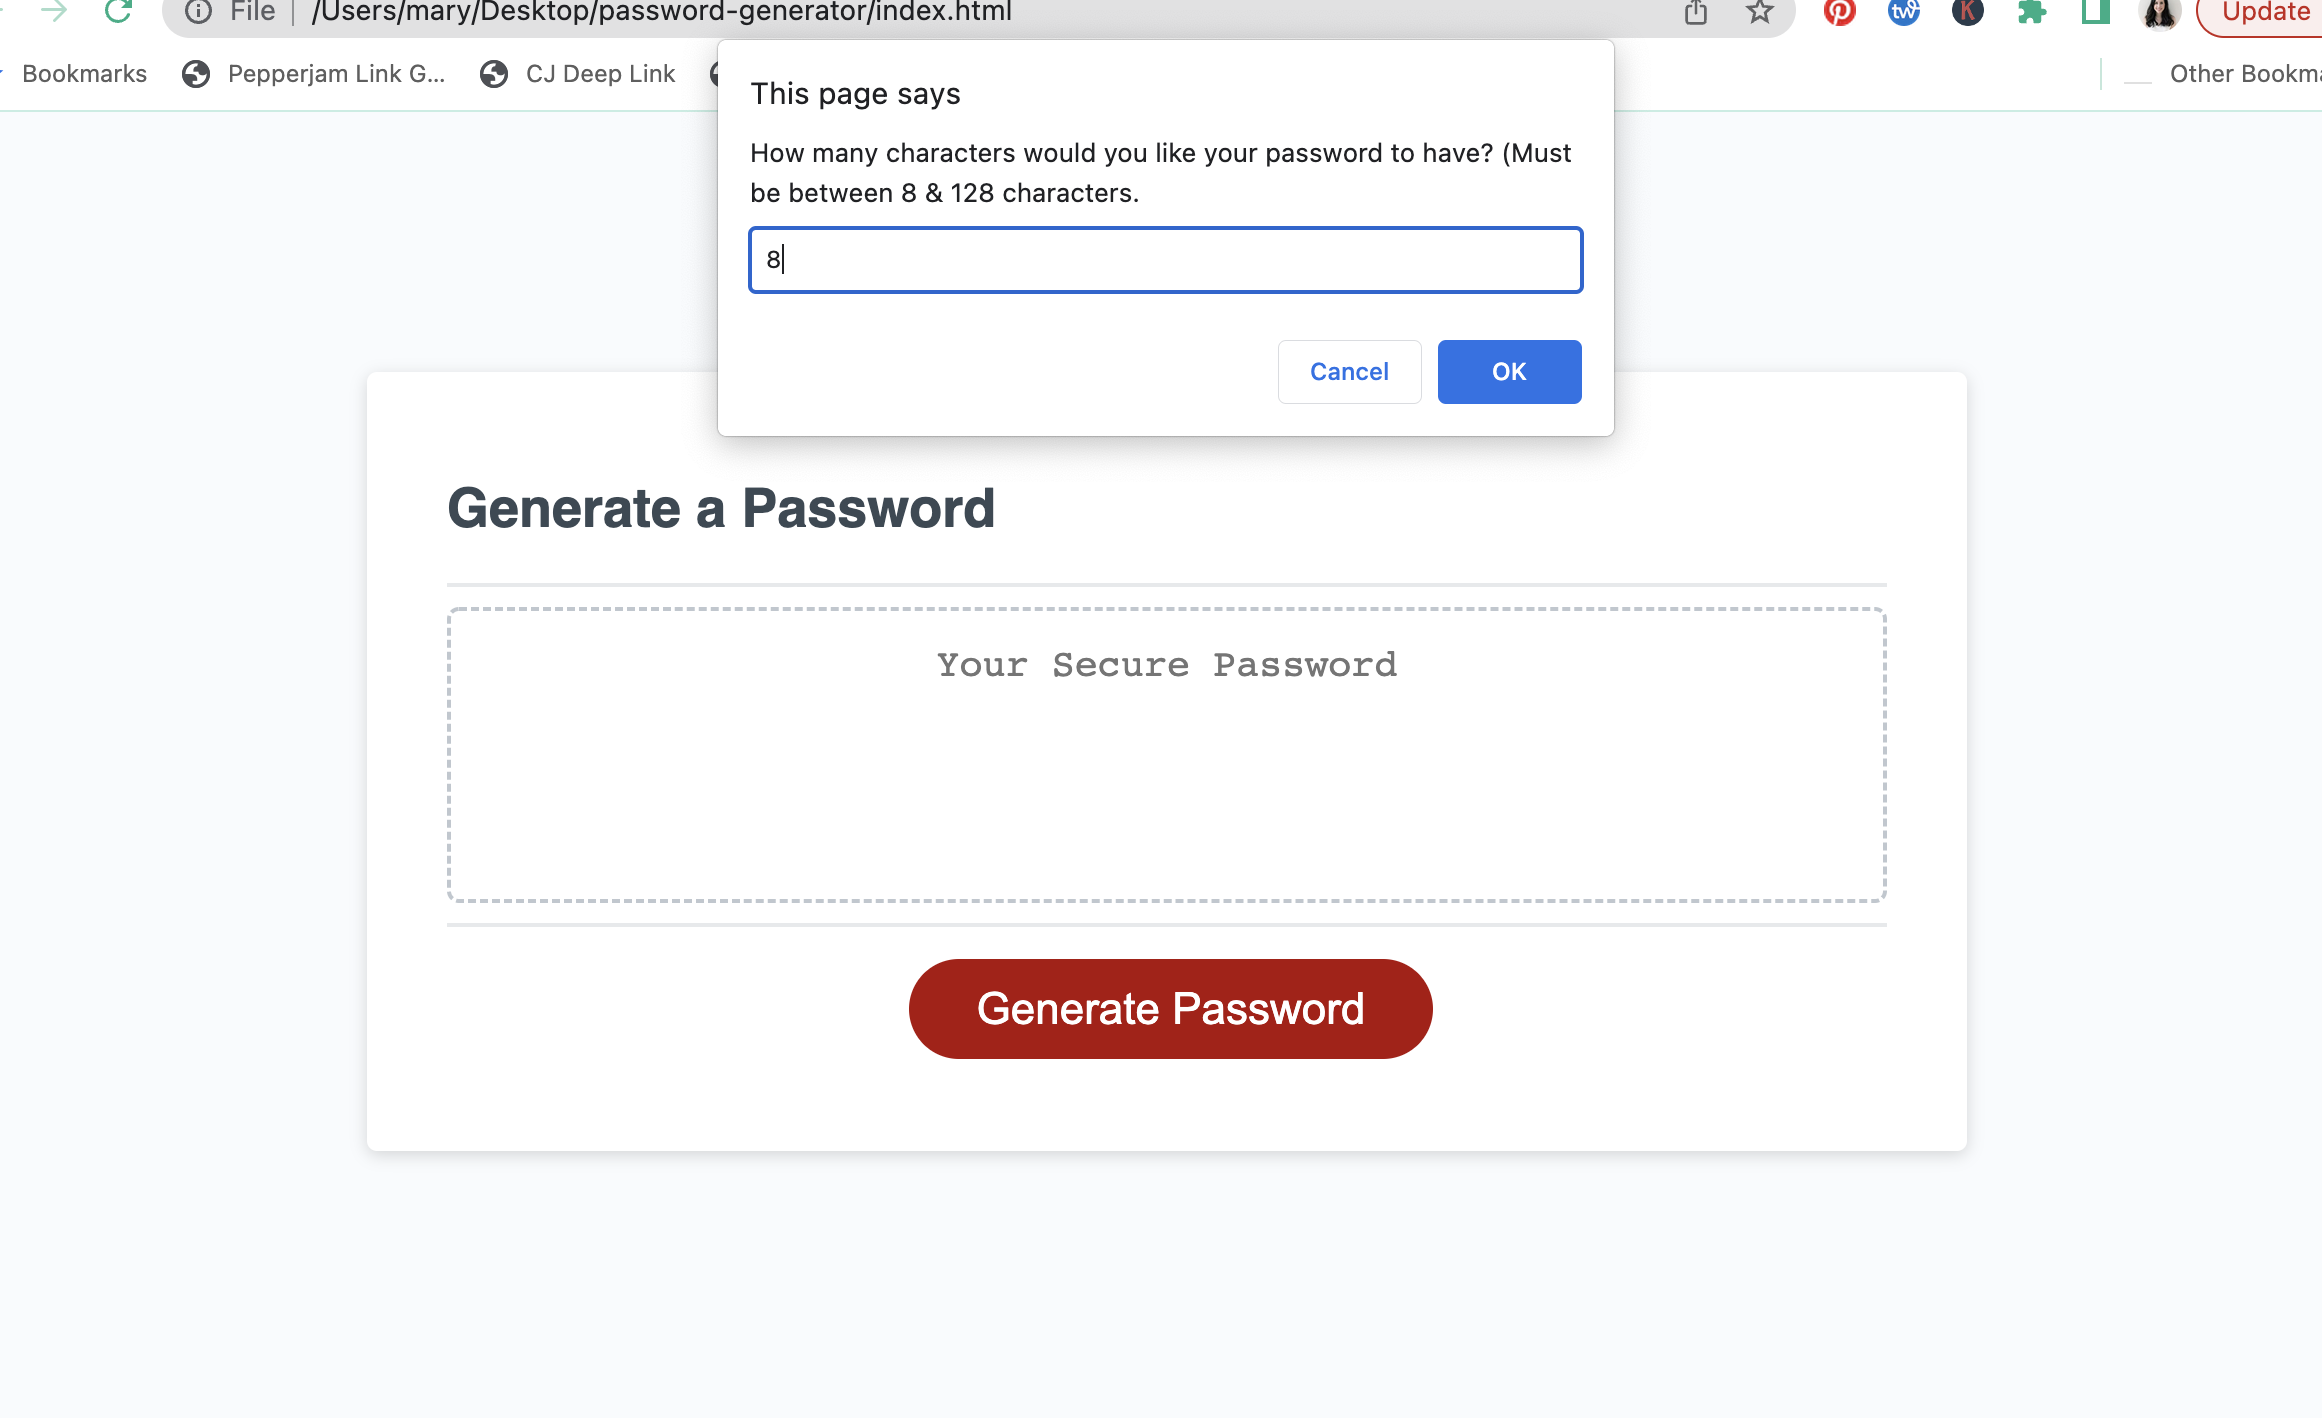 File | /Users/mary/Desktop/password-generator/index.html
Update
Bookmarks Pepperjam Link G... CJ Deep Link Other Bookma
This page says
How many characters would you like your password to have? (Must
be between 8 & 128 characters.
8
Cancel OK
Generate a Password
Your Secure Password
Generate Password